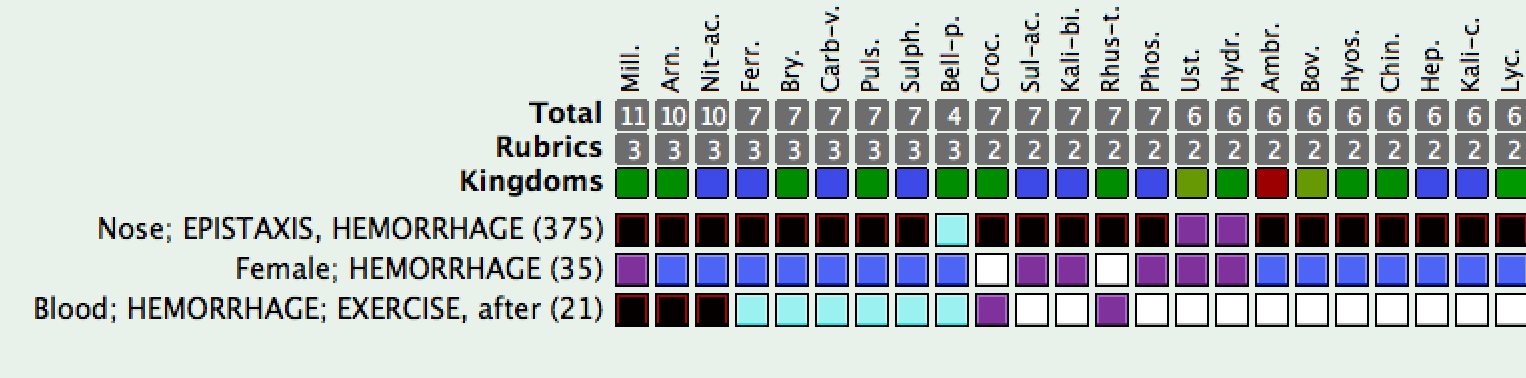 Mill. Arn. Nit-ac. Ferr. Bry. Carb-v. Puls. Sulph. Bell-p. Croc. Sul-ac. Kali-bi. Rhus-t. Phos. Ust. Hydr. Ambr. Bov. Hyos. Chin. Hep. Kali-c. Lyc.
Total 11 10 10 7 7 7 7 7 4 7 7 7 7 7 6 6 6 6 6 6 6 6 6
Rubrics 3 3 3 3 3 3 3 3 3 2 2 2 2 2 2 2 2 2 2 2 2 2 2
Kingdoms
Nose; EPISTAXIS, HEMORRHAGE (375)
Female; HEMORRHAGE (35)
Blood; HEMORRHAGE; EXERCISE, after (21)